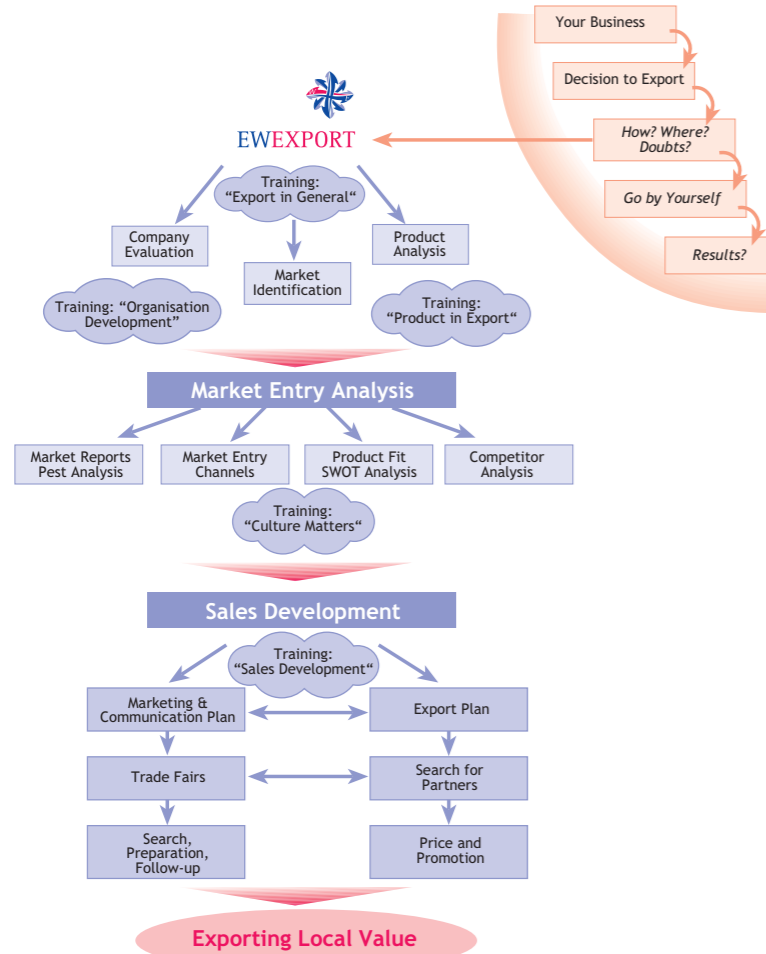 Your Business
Decision to Export
How? Where?
Doubts?
Go by Yourself
Results?
EWEXPORT
Training:
“Export in General“
Company
Evaluation
Market
Identification
Product
Analysis
Training: “Organisation
Development”
Training:
“Product in Export“
Market Entry Analysis
Market Reports
Pest Analysis
Market Entry
Channels
Product Fit
SWOT Analysis
Competitor
Analysis
Training:
“Culture Matters“
Sales Development
Training:
“Sales Development“
Marketing &
Communication Plan
Export Plan
Trade Fairs
Search for
Partners
Search,
Preparation,
Follow-up
Price and
Promotion
Exporting Local Value